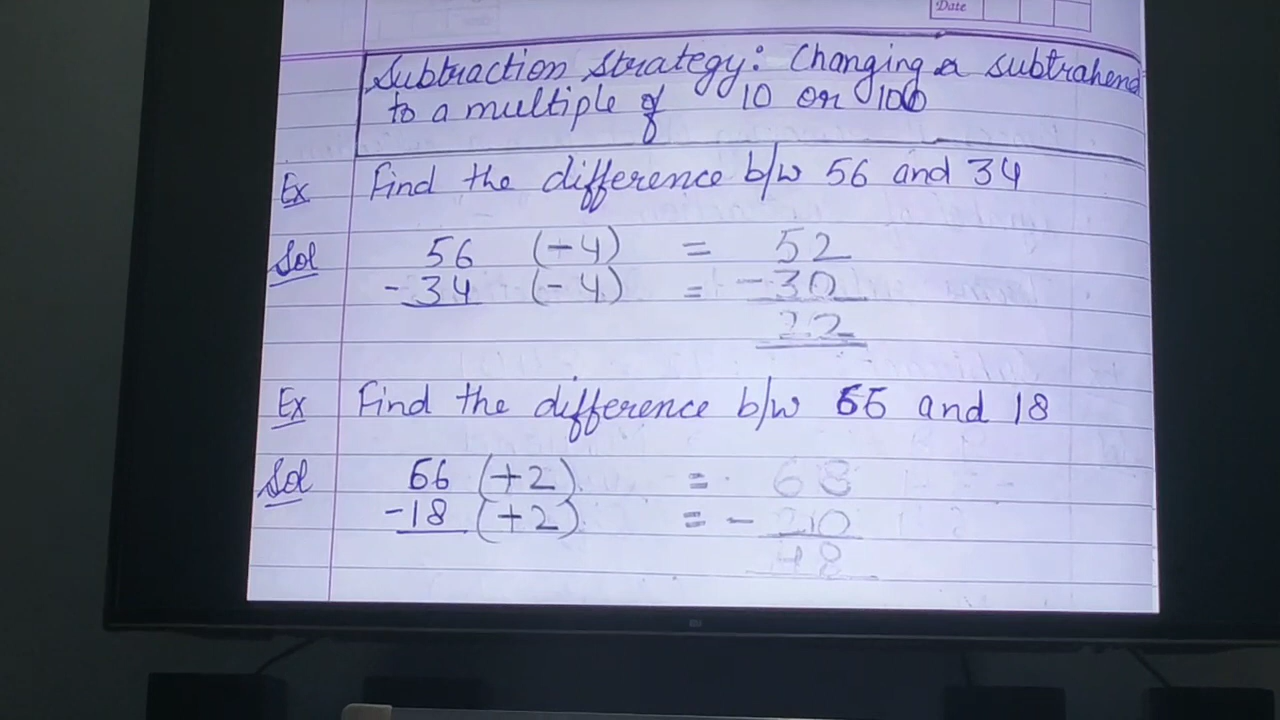 Date
Subtraction Strategy: Changing a subtrahend
to a multiple of 10 or 100
Ex Find the difference b/w 56 and 34
Sol 56 (-4) = 52
-34 (-4) = -30
22
Ex Find the difference b/w 66 and 18
Sol 66 (+2) = 68
-18 (+2) = - 20
48